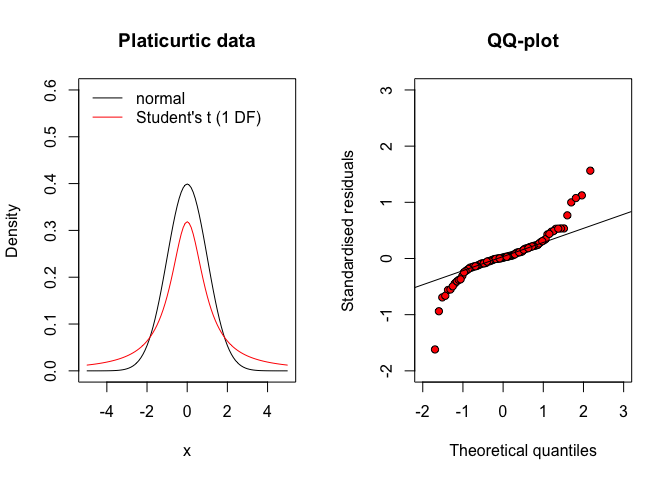 Platicurtic data
Density
0.0 0.1 0.2 0.3 0.4 0.5 0.6
normal
Student's t (1 DF)
-4 -2 0 2 4
x
QQ-plot
Standardised residuals
-2 -1 0 1 2 3
-2 -1 0 1 2 3
Theoretical quantiles